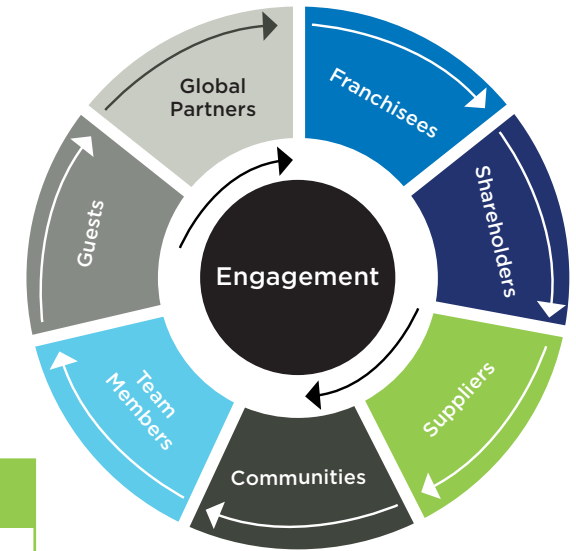 Global
Partners
Franchisees
Shareholders
Suppliers
Communities
Team
Members
Guests
Engagement